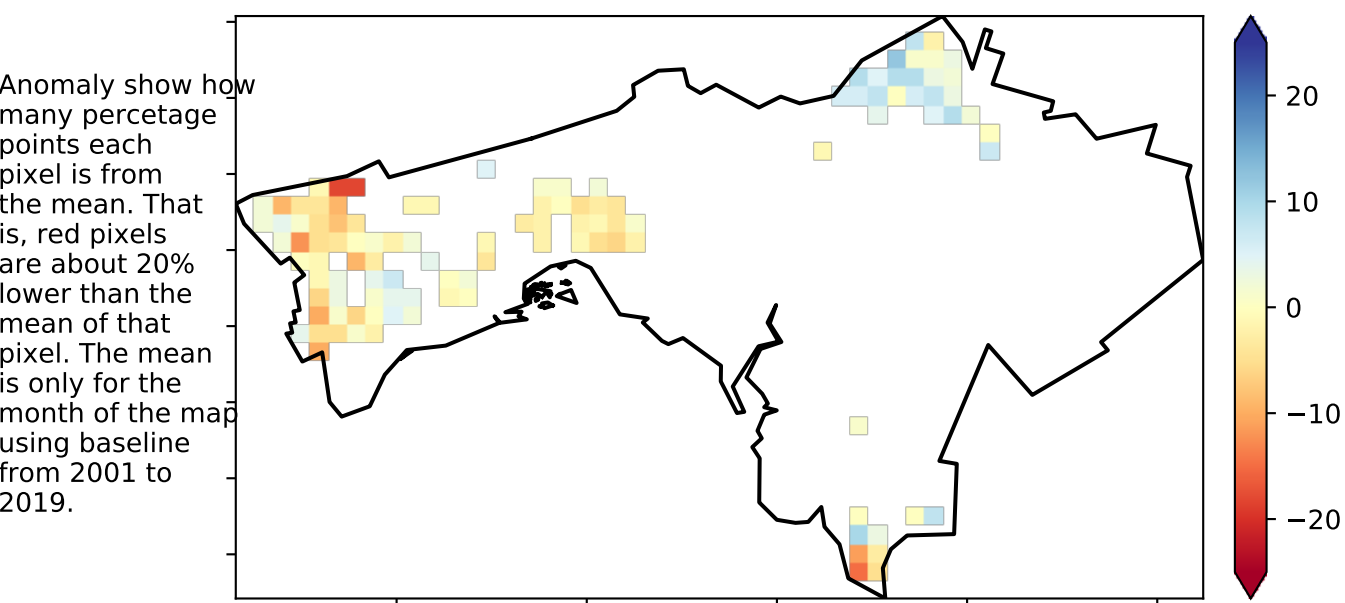 Anomaly show how
many percetage
points each
pixel is from
the mean. That
is, red pixels
are about 20%
lower than the
mean of that
pixel. The mean
is only for the
month of the map
using baseline
from 2001 to
2019.
20
10
0
−10
−20